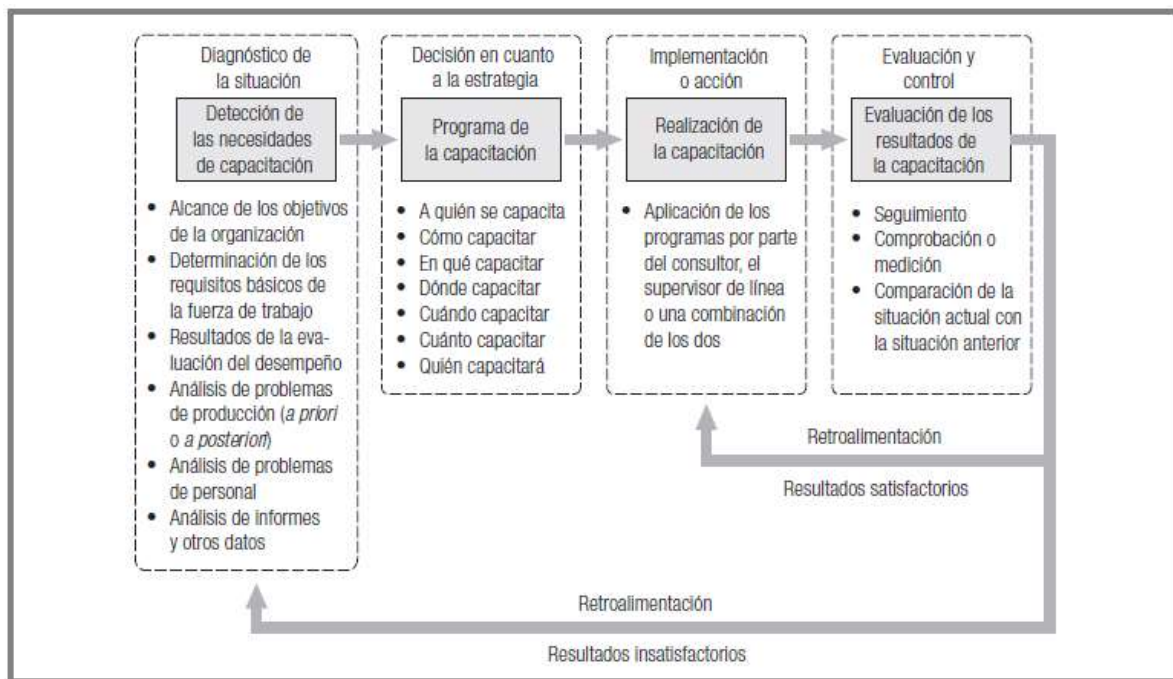 Diagnóstico de
la situación
Detección de
las necesidades
de capacitación
• Alcance de los objetivos
de la organización
• Determinación de los
requisitos básicos de
la fuerza de trabajo
• Resultados de la eva-
luación del desempeño
• Análisis de problemas
de producción (a priori
o a posteriori)
• Análisis de problemas
de personal
• Análisis de informes
y otros datos
Decisión en cuanto
a la estrategia
Programa de
la capacitación
• A quién se capacita
• Cómo capacitar
• En qué capacitar
• Dónde capacitar
• Cuándo capacitar
• Cuánto capacitar
• Quién capacitará
Implementación
o acción
Realización de
la capacitación
• Aplicación de los
programas por parte
del consultor, el
supervisor de línea
o una combinación
de los dos
Evaluación y
control
Evaluación de los
resultados de
la capacitación
• Seguimiento
• Comprobación o
medición
• Comparación de la
situación actual con
la situación anterior
Retroalimentación
Resultados satisfactorios
Retroalimentación
Resultados insatisfactorios